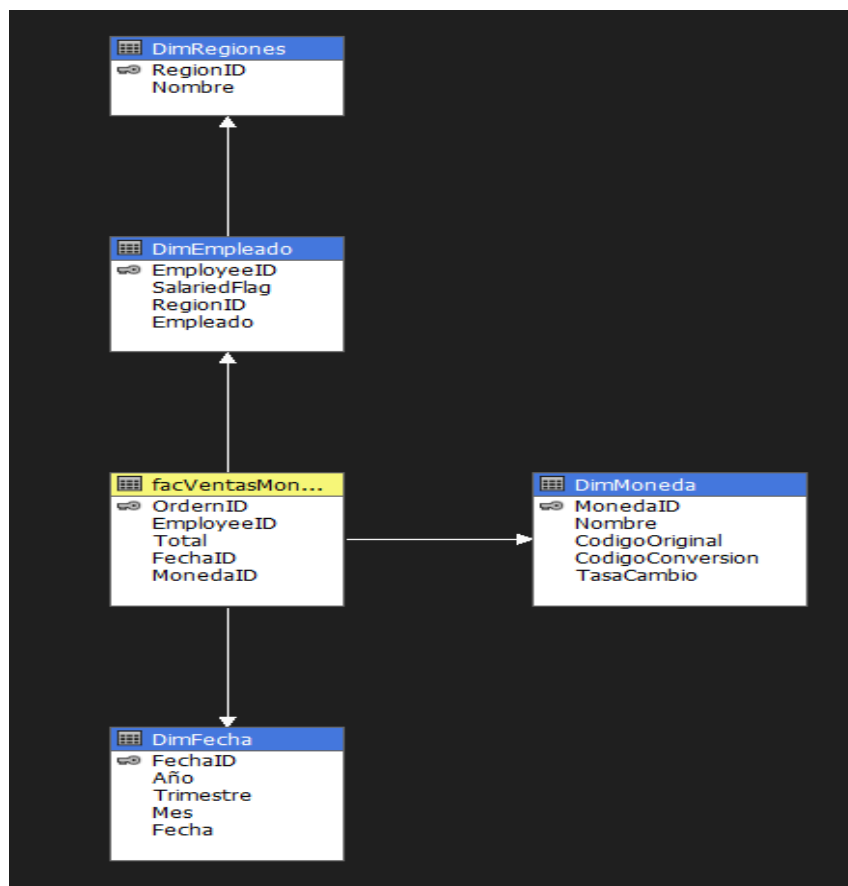 DimRegiones
RegionID
Nombre
DimEmpleado
EmployeeID
SalariedFlag
RegionID
Empleado
facVentasMon...
OrdernID
EmployeeID
Total
FechaID
MonedaID
DimMoneda
MonedaID
Nombre
CodigoOriginal
CodigoConversion
TasaCambio
DimFecha
FechaID
Año
Trimestre
Mes
Fecha